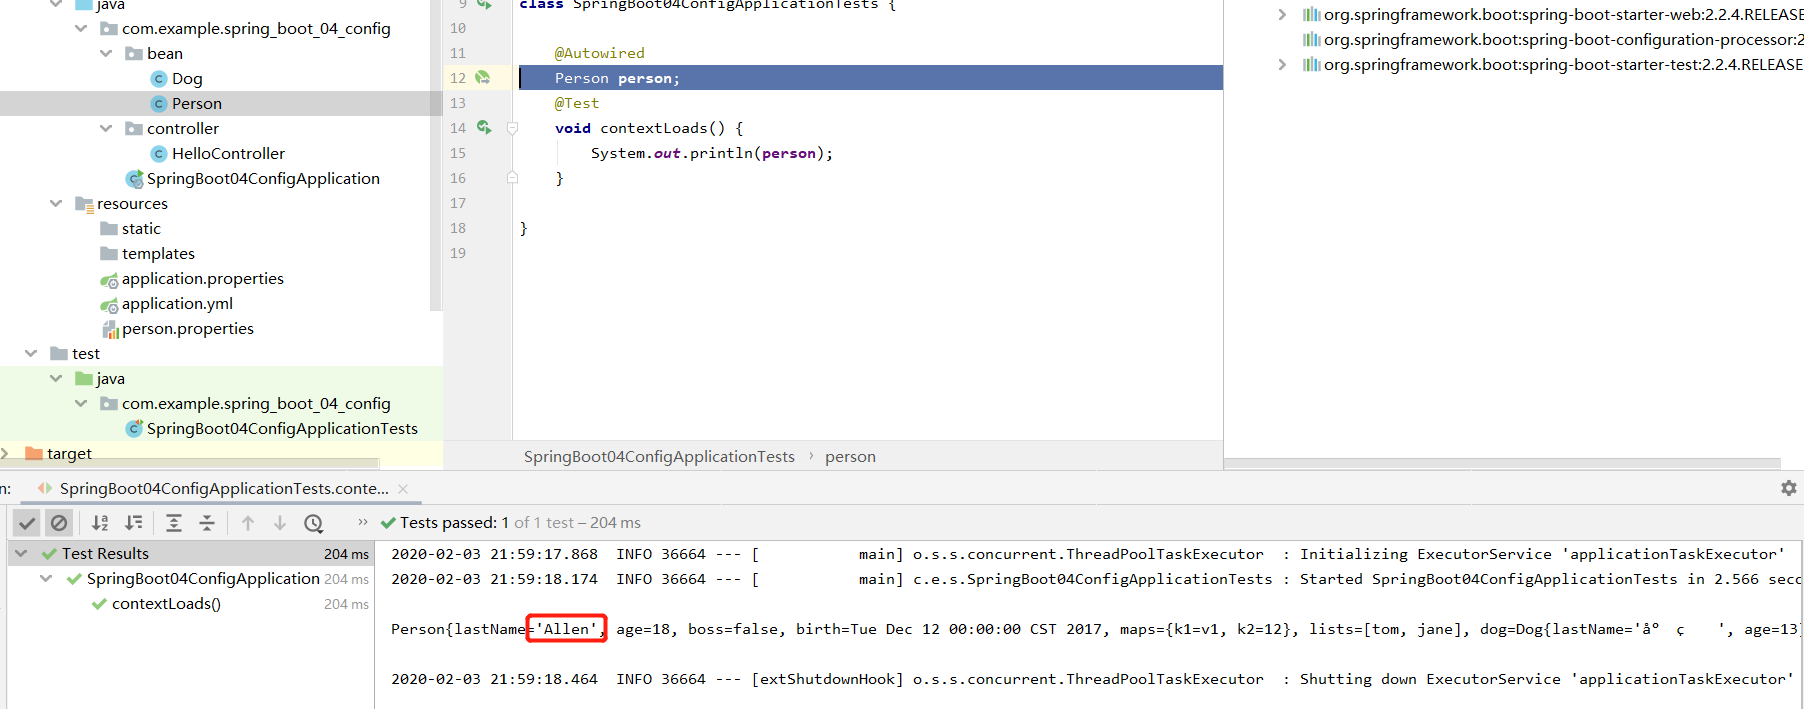 java
com.example.spring_boot_04_config
bean
Dog
Person
controller
HelloController
SpringBoot04ConfigApplication
resources
static
templates
application.properties
application.yml
person.properties
test
java
com.example.spring_boot_04_config
SpringBoot04ConfigApplicationTests
target
9 class SpringBoot04ConfigApplicationTests {
10
11 @Autowired
12 Person person;
13 @Test
14 void contextLoads() {
15 System.out.println(person);
16 }
17
18 }
19
SpringBoot04ConfigApplicationTests › person
org.springframework.boot:spring-boot-starter-web:2.2.4.RELEASE
org.springframework.boot:spring-boot-configuration-processor:2
org.springframework.boot:spring-boot-starter-test:2.2.4.RELEASE
n: SpringBoot04ConfigApplicationTests.conte... ×
Tests passed: 1 of 1 test – 204 ms
Test Results 204 ms
SpringBoot04ConfigApplication 204 ms
contextLoads() 204 ms
2020-02-03 21:59:17.868 INFO 36664 --- [ main] o.s.s.concurrent.ThreadPoolTaskExecutor : Initializing ExecutorService 'applicationTaskExecutor'
2020-02-03 21:59:18.174 INFO 36664 --- [ main] c.e.s.SpringBoot04ConfigApplicationTests : Started SpringBoot04ConfigApplicationTests in 2.566 seco
Person{lastName='Allen', age=18, boss=false, birth=Tue Dec 12 00:00:00 CST 2017, maps={k1=v1, k2=12}, lists=[tom, jane], dog=Dog{lastName='åº ç ', age=13}
2020-02-03 21:59:18.464 INFO 36664 --- [extShutdownHook] o.s.s.concurrent.ThreadPoolTaskExecutor : Shutting down ExecutorService 'applicationTaskExecutor'